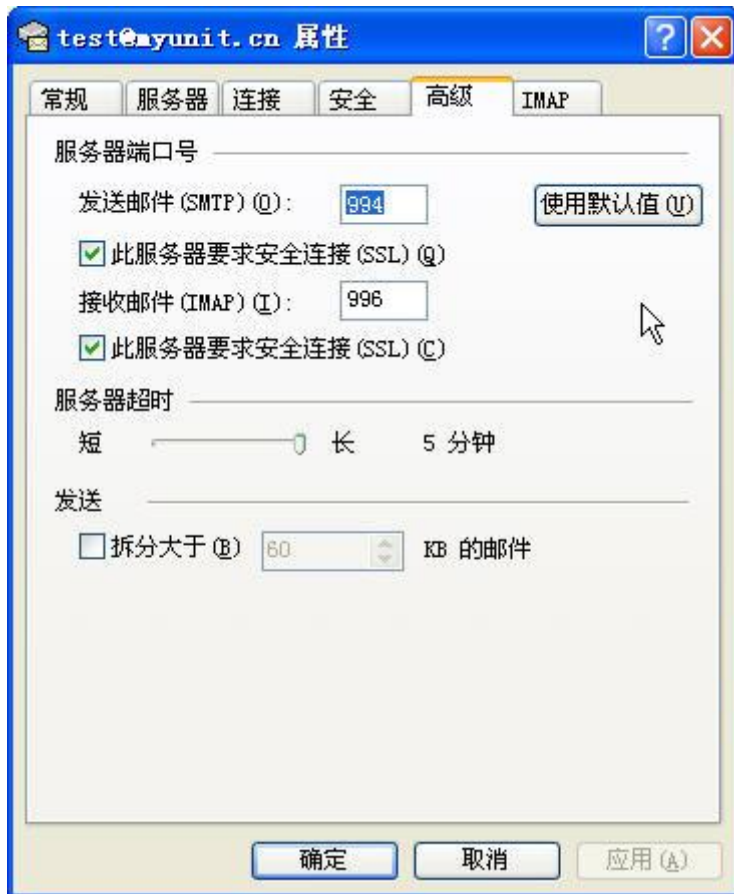 test@myunit.cn 属性
常规 服务器 连接 安全 高级 IMAP
服务器端口号
发送邮件(SMTP)(O): 994 使用默认值(U)
此服务器要求安全连接(SSL)(Q)
接收邮件(IMAP)(I): 996
此服务器要求安全连接(SSL)(C)
服务器超时
短 长 5 分钟
发送
拆分大于(B) 60 KB 的邮件
确定 取消 应用(A)